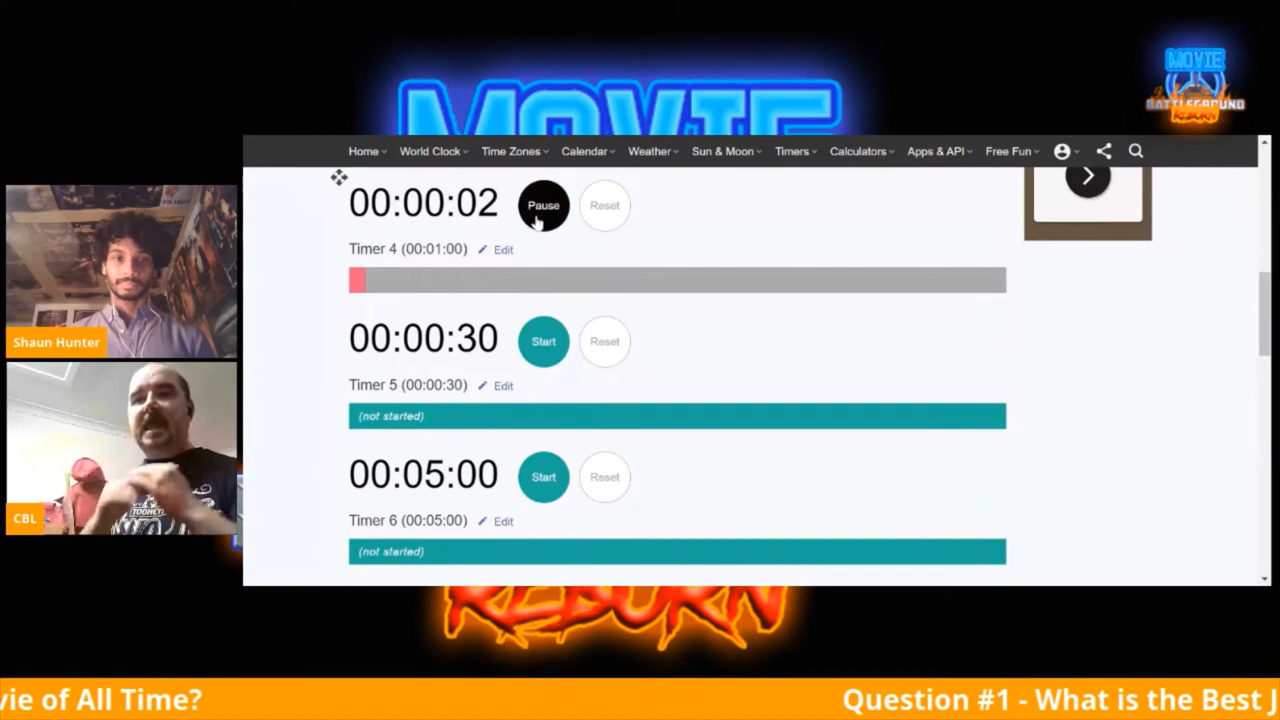 MOVIE
MOVIE
BATTLEGROUND
REBORN
Home World Clock Time Zones Calendar Weather Sun & Moon Timers Calculators Apps & API Free Fun
00:00:02 Pause Reset
Timer 4 (00:01:00) Edit
00:00:30 Start Reset
Timer 5 (00:00:30) Edit
(not started)
00:05:00 Start Reset
Timer 6 (00:05:00) Edit
(not started)
Shaun Hunter
CBL
TOOHEYS
REBORN
vie of All Time? Question #1 - What is the Best J